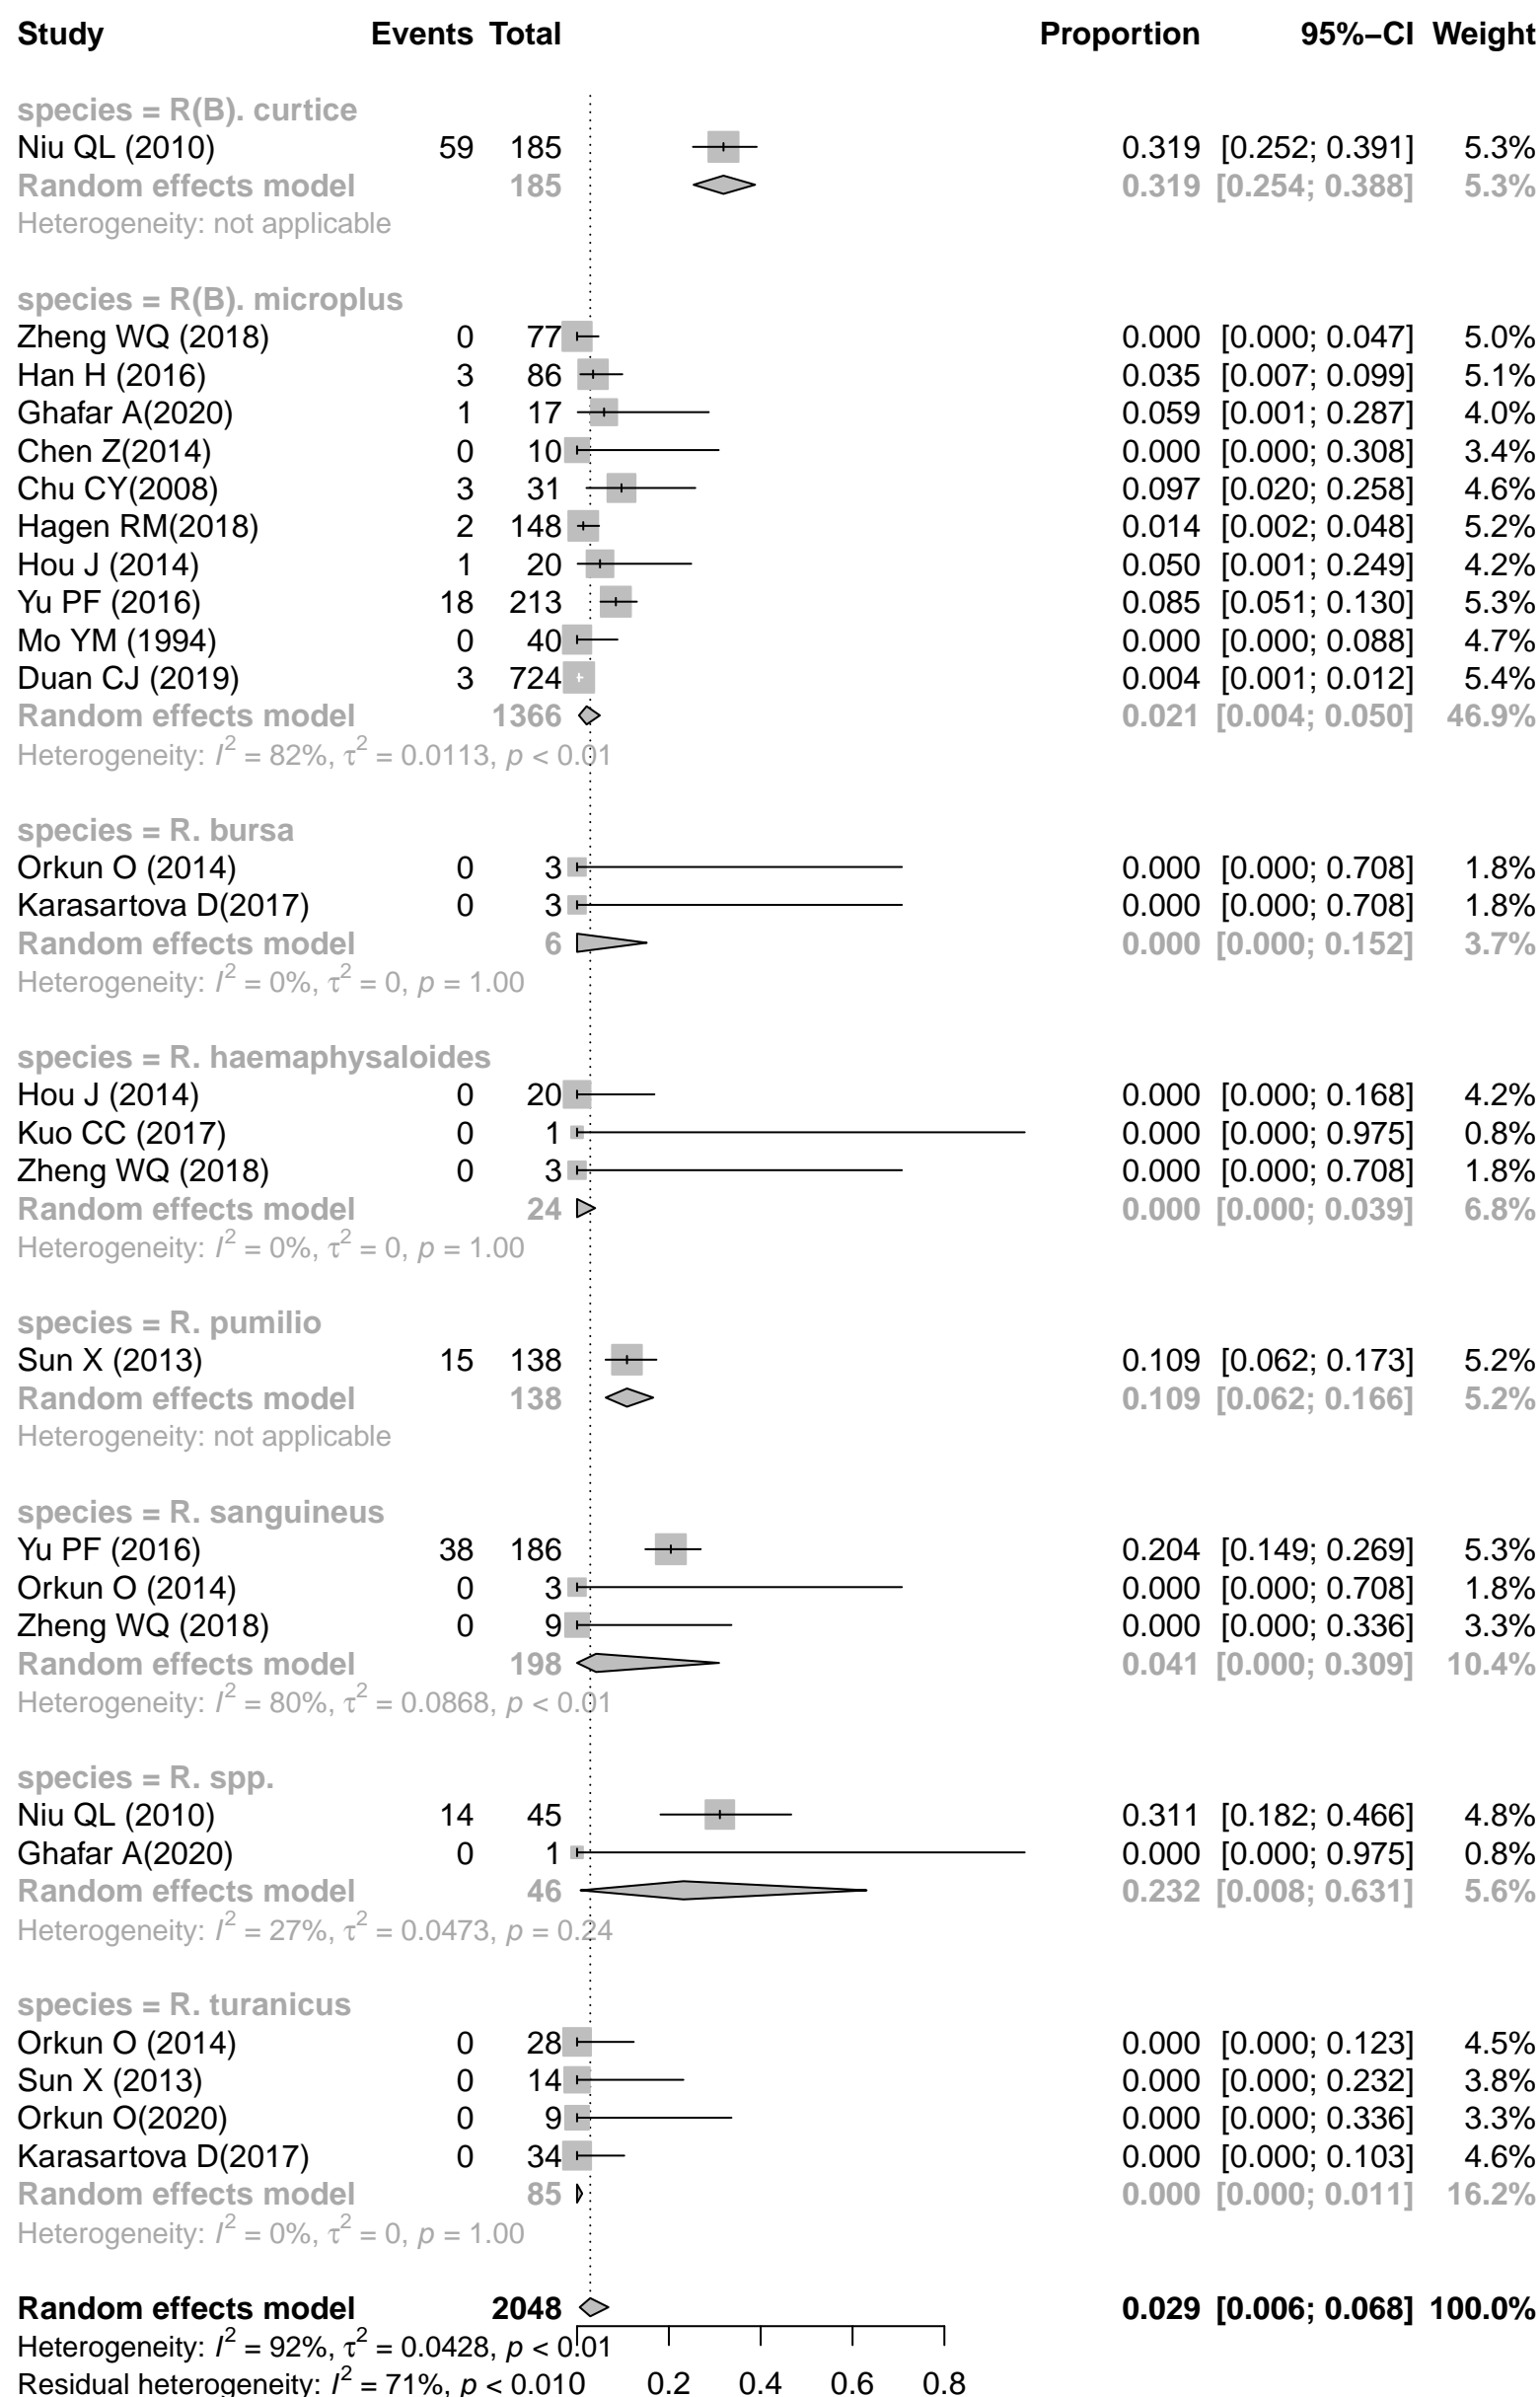 Study Events Total Proportion 95%−CI Weight
species = R(B). curtice
Niu QL (2010) 59 185 0.319 [0.252; 0.391] 5.3%
Random effects model 185 0.319 [0.254; 0.388] 5.3%
Heterogeneity: not applicable
species = R(B). microplus
Zheng WQ (2018) 0 77 0.000 [0.000; 0.047] 5.0%
Han H (2016) 3 86 0.035 [0.007; 0.099] 5.1%
Ghafar A(2020) 1 17 0.059 [0.001; 0.287] 4.0%
Chen Z(2014) 0 10 0.000 [0.000; 0.308] 3.4%
Chu CY(2008) 3 31 0.097 [0.020; 0.258] 4.6%
Hagen RM(2018) 2 148 0.014 [0.002; 0.048] 5.2%
Hou J (2014) 1 20 0.050 [0.001; 0.249] 4.2%
Yu PF (2016) 18 213 0.085 [0.051; 0.130] 5.3%
Mo YM (1994) 0 40 0.000 [0.000; 0.088] 4.7%
Duan CJ (2019) 3 724 0.004 [0.001; 0.012] 5.4%
Random effects model 1366 0.021 [0.004; 0.050] 46.9%
Heterogeneity: I² = 82%, τ² = 0.0113, p < 0.01
species = R. bursa
Orkun O (2014) 0 3 0.000 [0.000; 0.708] 1.8%
Karasartova D(2017) 0 3 0.000 [0.000; 0.708] 1.8%
Random effects model 6 0.000 [0.000; 0.152] 3.7%
Heterogeneity: I² = 0%, τ² = 0, p = 1.00
species = R. haemaphysaloides
Hou J (2014) 0 20 0.000 [0.000; 0.168] 4.2%
Kuo CC (2017) 0 1 0.000 [0.000; 0.975] 0.8%
Zheng WQ (2018) 0 3 0.000 [0.000; 0.708] 1.8%
Random effects model 24 0.000 [0.000; 0.039] 6.8%
Heterogeneity: I² = 0%, τ² = 0, p = 1.00
species = R. pumilio
Sun X (2013) 15 138 0.109 [0.062; 0.173] 5.2%
Random effects model 138 0.109 [0.062; 0.166] 5.2%
Heterogeneity: not applicable
species = R. sanguineus
Yu PF (2016) 38 186 0.204 [0.149; 0.269] 5.3%
Orkun O (2014) 0 3 0.000 [0.000; 0.708] 1.8%
Zheng WQ (2018) 0 9 0.000 [0.000; 0.336] 3.3%
Random effects model 198 0.041 [0.000; 0.309] 10.4%
Heterogeneity: I² = 80%, τ² = 0.0868, p < 0.01
species = R. spp.
Niu QL (2010) 14 45 0.311 [0.182; 0.466] 4.8%
Ghafar A(2020) 0 1 0.000 [0.000; 0.975] 0.8%
Random effects model 46 0.232 [0.008; 0.631] 5.6%
Heterogeneity: I² = 27%, τ² = 0.0473, p = 0.24
species = R. turanicus
Orkun O (2014) 0 28 0.000 [0.000; 0.123] 4.5%
Sun X (2013) 0 14 0.000 [0.000; 0.232] 3.8%
Orkun O(2020) 0 9 0.000 [0.000; 0.336] 3.3%
Karasartova D(2017) 0 34 0.000 [0.000; 0.103] 4.6%
Random effects model 85 0.000 [0.000; 0.011] 16.2%
Heterogeneity: I² = 0%, τ² = 0, p = 1.00
Random effects model 2048 0.029 [0.006; 0.068] 100.0%
Heterogeneity: I² = 92%, τ² = 0.0428, p < 0.01
Residual heterogeneity: I² = 71%, p < 0.01 0 0.2 0.4 0.6 0.8